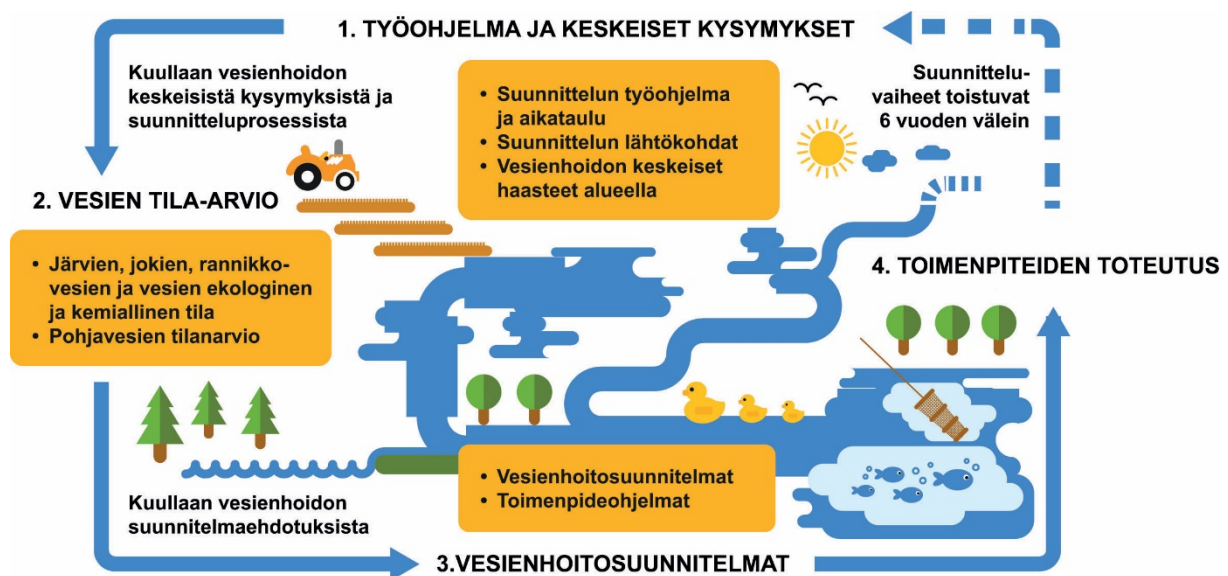 1. TYÖOHJELMA JA KESKEISET KYSYMYKSET
Kuullaan vesienhoidon
keskeisistä kysymyksistä ja
suunnitteluprosessista
• Suunnittelun työohjelma
ja aikataulu
• Suunnittelun lähtökohdat
• Vesienhoidon keskeiset
haasteet alueella
Suunnittelu-
vaiheet toistuvat
6 vuoden välein
2. VESIEN TILA-ARVIO
• Järvien, jokien, rannikko-
vesien ja vesien ekologinen
ja kemiallinen tila
• Pohjavesien tilanarvio
4. TOIMENPITEIDEN TOTEUTUS
Kuullaan vesienhoidon
suunnitelmaehdotuksista
• Vesienhoitosuunnitelmat
• Toimenpideohjelmat
3.VESIENHOITOSUUNNITELMAT